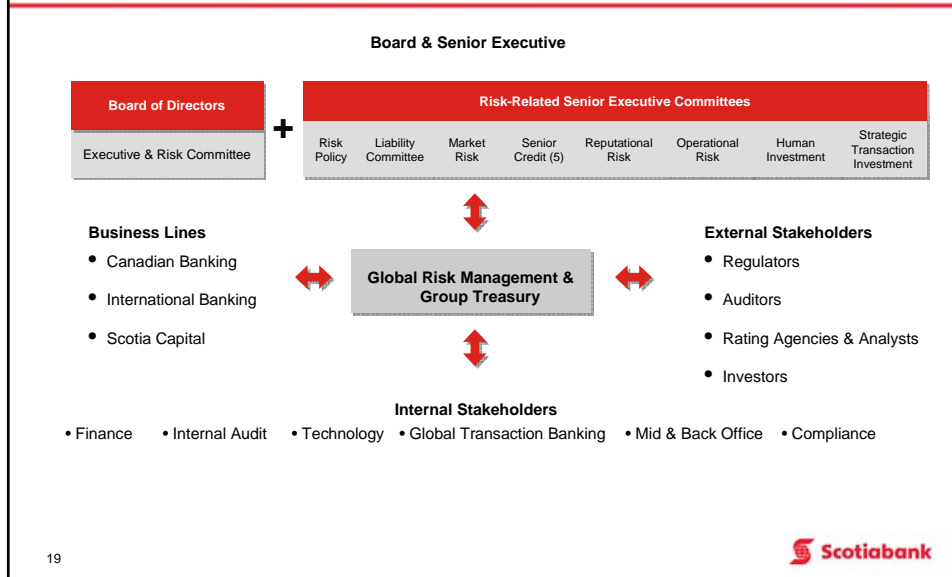 Board & Senior Executive
Board of Directors
Executive & Risk Committee
+
Risk-Related Senior Executive Committees
Risk
Policy
Liability
Committee
Market
Risk
Senior
Credit (5)
Reputational
Risk
Operational
Risk
Human
Investment
Strategic
Transaction
Investment
Business Lines
• Canadian Banking
• International Banking
• Scotia Capital
Global Risk Management &
Group Treasury
External Stakeholders
• Regulators
• Auditors
• Rating Agencies & Analysts
• Investors
Internal Stakeholders
• Finance • Internal Audit • Technology • Global Transaction Banking • Mid & Back Office • Compliance
19
Scotiabank